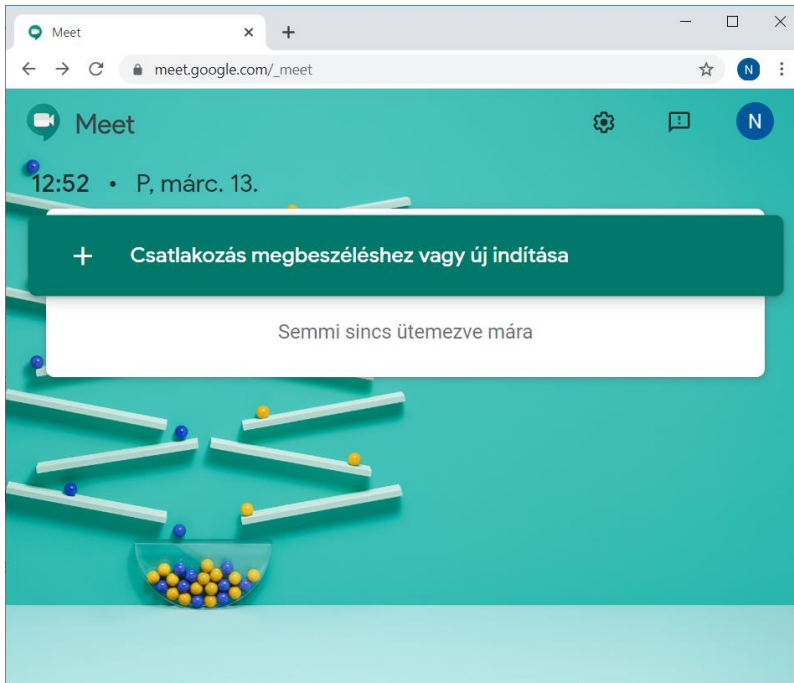 Meet
meet.google.com/_meet
N
Meet
N
12:52 • P, márc. 13.
Csatlakozás megbeszéléshez vagy új indítása
Semmi sincs ütemezve mára